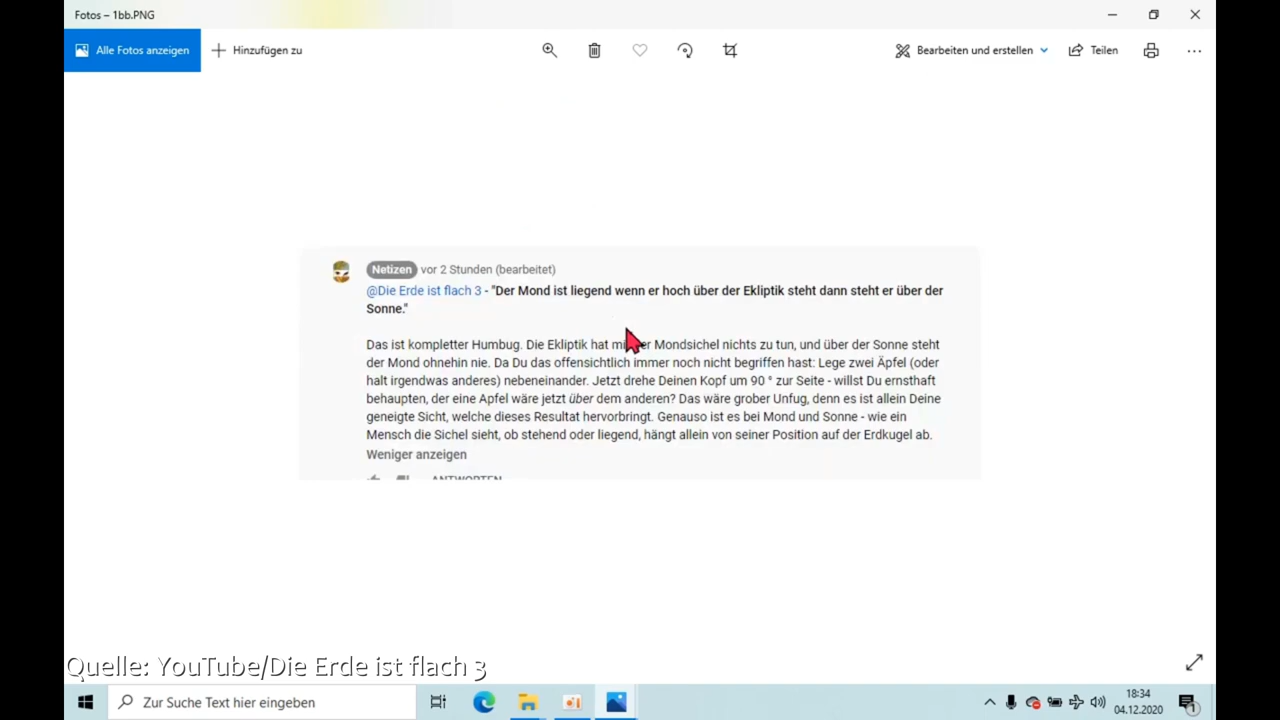 Fotos – 1bb.PNG
Alle Fotos anzeigen
Hinzufügen zu
Bearbeiten und erstellen
Teilen
Netizen vor 2 Stunden (bearbeitet)
@Die Erde ist flach 3 - "Der Mond ist liegend wenn er hoch über der Ekliptik steht dann steht er über der
Sonne."
Das ist kompletter Humbug. Die Ekliptik hat mit der Mondsichel nichts zu tun, und über der Sonne steht
der Mond ohnehin nie. Da Du das offensichtlich immer noch nicht begriffen hast: Lege zwei Äpfel (oder
halt irgendwas anderes) nebeneinander. Jetzt drehe Deinen Kopf um 90 ° zur Seite - willst Du ernsthaft
behaupten, der eine Apfel wäre jetzt über dem anderen? Das wäre grober Unfug, denn es ist allein Deine
geneigte Sicht, welche dieses Resultat hervorbringt. Genauso ist es bei Mond und Sonne - wie ein
Mensch die Sichel sieht, ob stehend oder liegend, hängt allein von seiner Position auf der Erdkugel ab.
Weniger anzeigen
ANTWORTEN
Quelle: YouTube/Die Erde ist flach 3
Zur Suche Text hier eingeben
18:34
04.12.2020
1